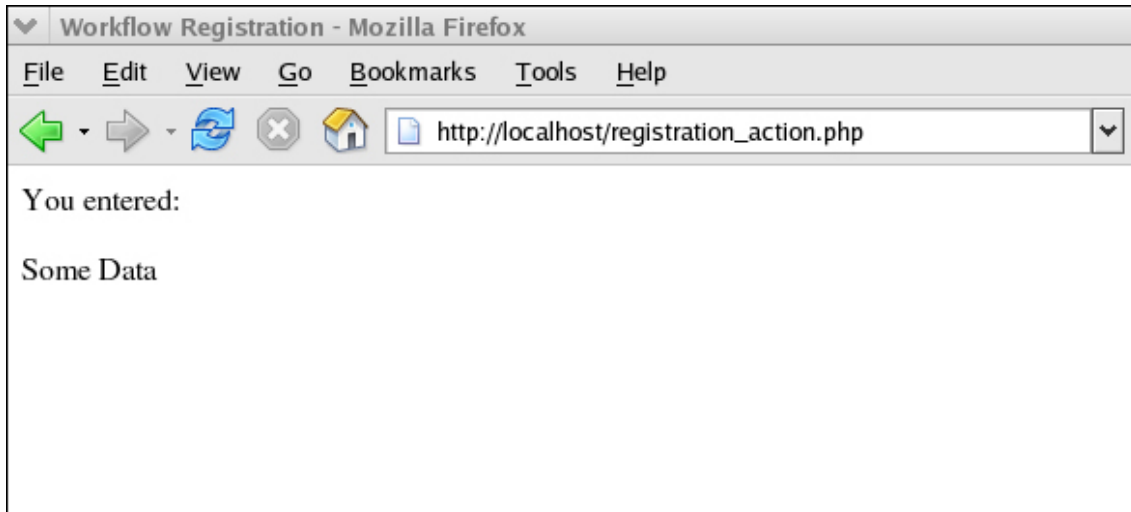 Workflow Registration - Mozilla Firefox
File Edit View Go Bookmarks Tools Help
http://localhost/registration_action.php
You entered:
Some Data